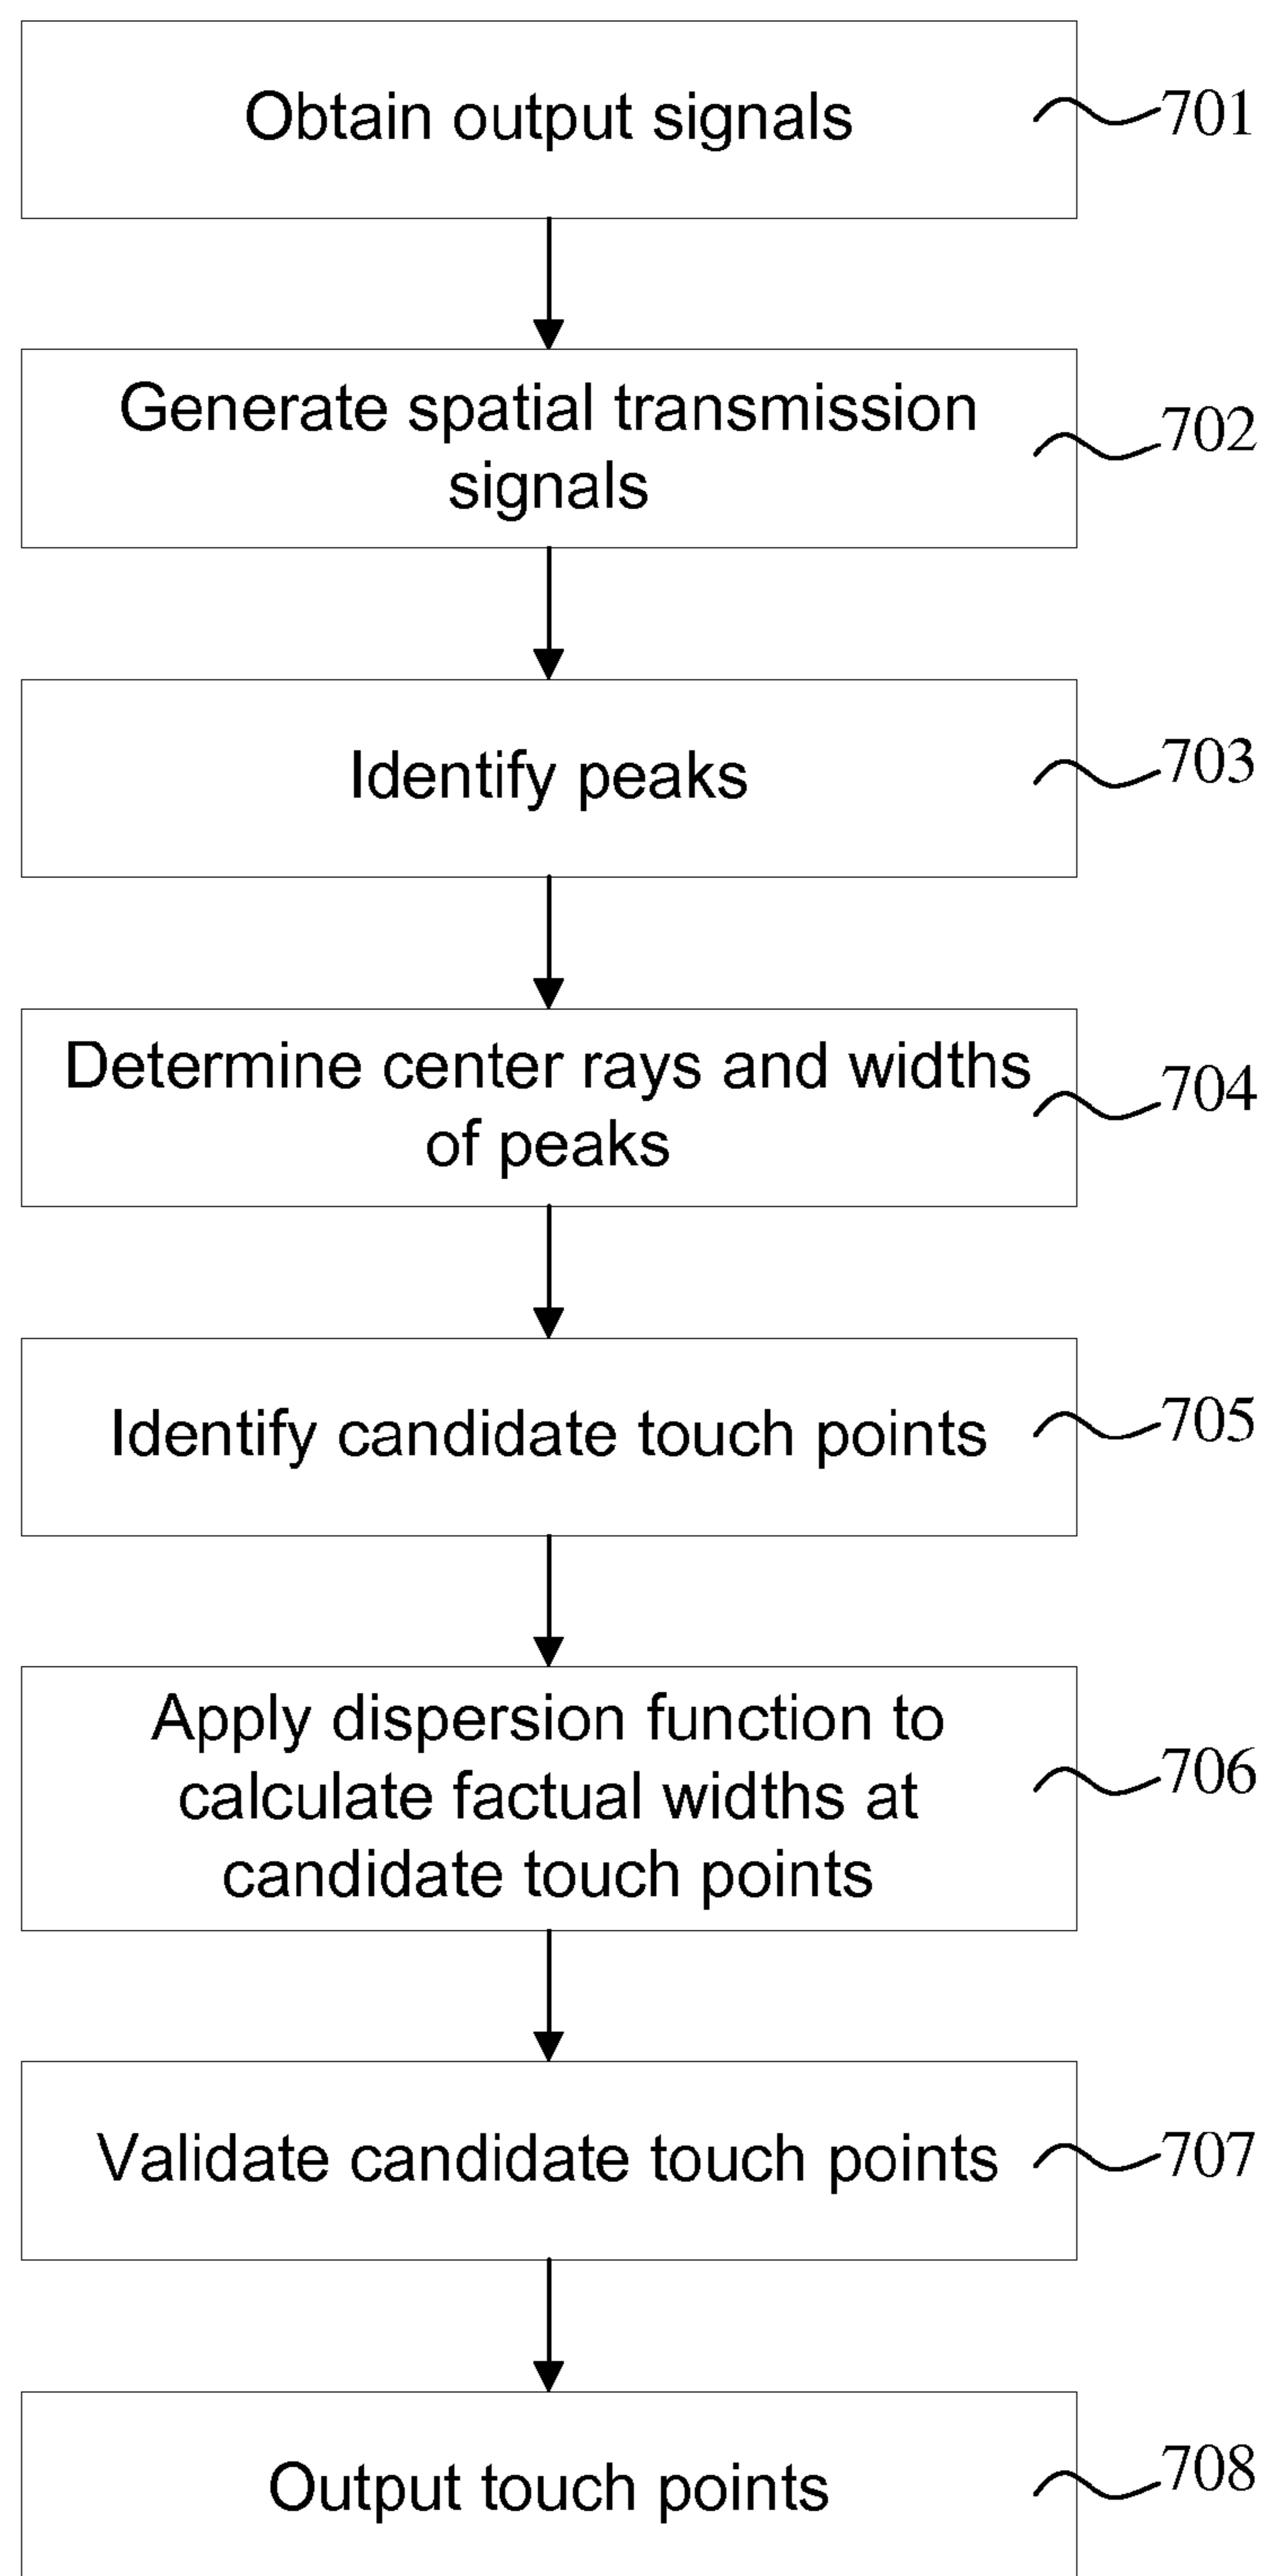 Obtain output signals
701
Generate spatial transmission
signals
702
Identify peaks
703
Determine center rays and widths
of peaks
704
Identify candidate touch points
705
Apply dispersion function to
calculate factual widths at
candidate touch points
706
Validate candidate touch points
707
Output touch points
708